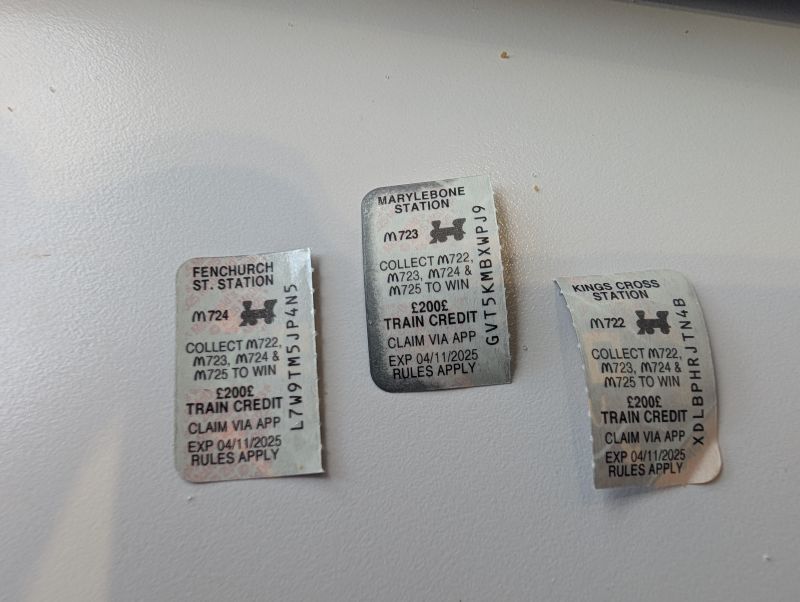 FENCHURCH
ST. STATION
M724
COLLECT M722,
M723, M724 &
M725 TO WIN
£200£
TRAIN CREDIT
CLAIM VIA APP
EXP 04/11/2025
RULES APPLY
L7W9TM5JP4N5
MARYLEBONE
STATION
M723
COLLECT M722,
M723, M724 &
M725 TO WIN
£200£
TRAIN CREDIT
CLAIM VIA APP
EXP 04/11/2025
RULES APPLY
GVT5KMBXWPJ9
KINGS CROSS
STATION
M722
COLLECT M722,
M723, M724 &
M725 TO WIN
£200£
TRAIN CREDIT
CLAIM VIA APP
EXP 04/11/2025
RULES APPLY
XDLBPHRJTN4B